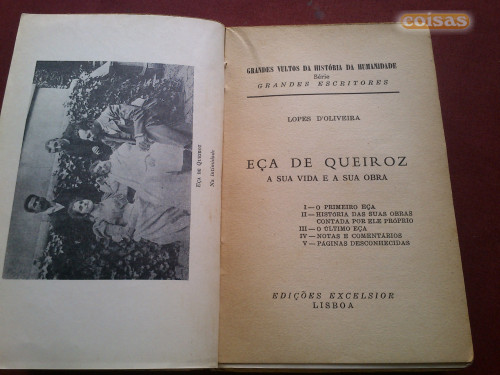 coisas
EÇA DE QUEIROZ
Na intimidade
GRANDES VULTOS DA HISTÓRIA DA HUMANIDADE
Série
GRANDES ESCRITORES
LOPES D'OLIVEIRA
EÇA DE QUEIROZ
A SUA VIDA E A SUA OBRA
I — O PRIMEIRO EÇA
II — HISTÓRIA DAS SUAS OBRAS
CONTADA POR ELE PRÓPRIO
III — O ÚLTIMO EÇA
IV — NOTAS E COMENTÁRIOS
V — PÁGINAS DESCONHECIDAS
EDIÇÕES EXCELSIOR
LISBOA